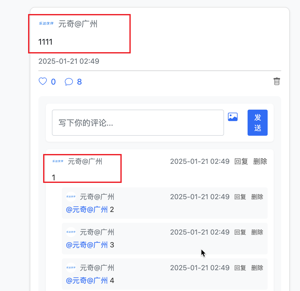 元奇@广州
1111
2025-01-21 02:49
0 8
写下你的评论...
发送
元奇@广州 2025-01-21 02:49 回复 删除
1
元奇@广州 2025-01-21 02:49 回复 删除
@元奇@广州 2
元奇@广州 2025-01-21 02:49 回复 删除
@元奇@广州 3
元奇@广州 2025-01-21 02:49 回复 删除
@元奇@广州 4